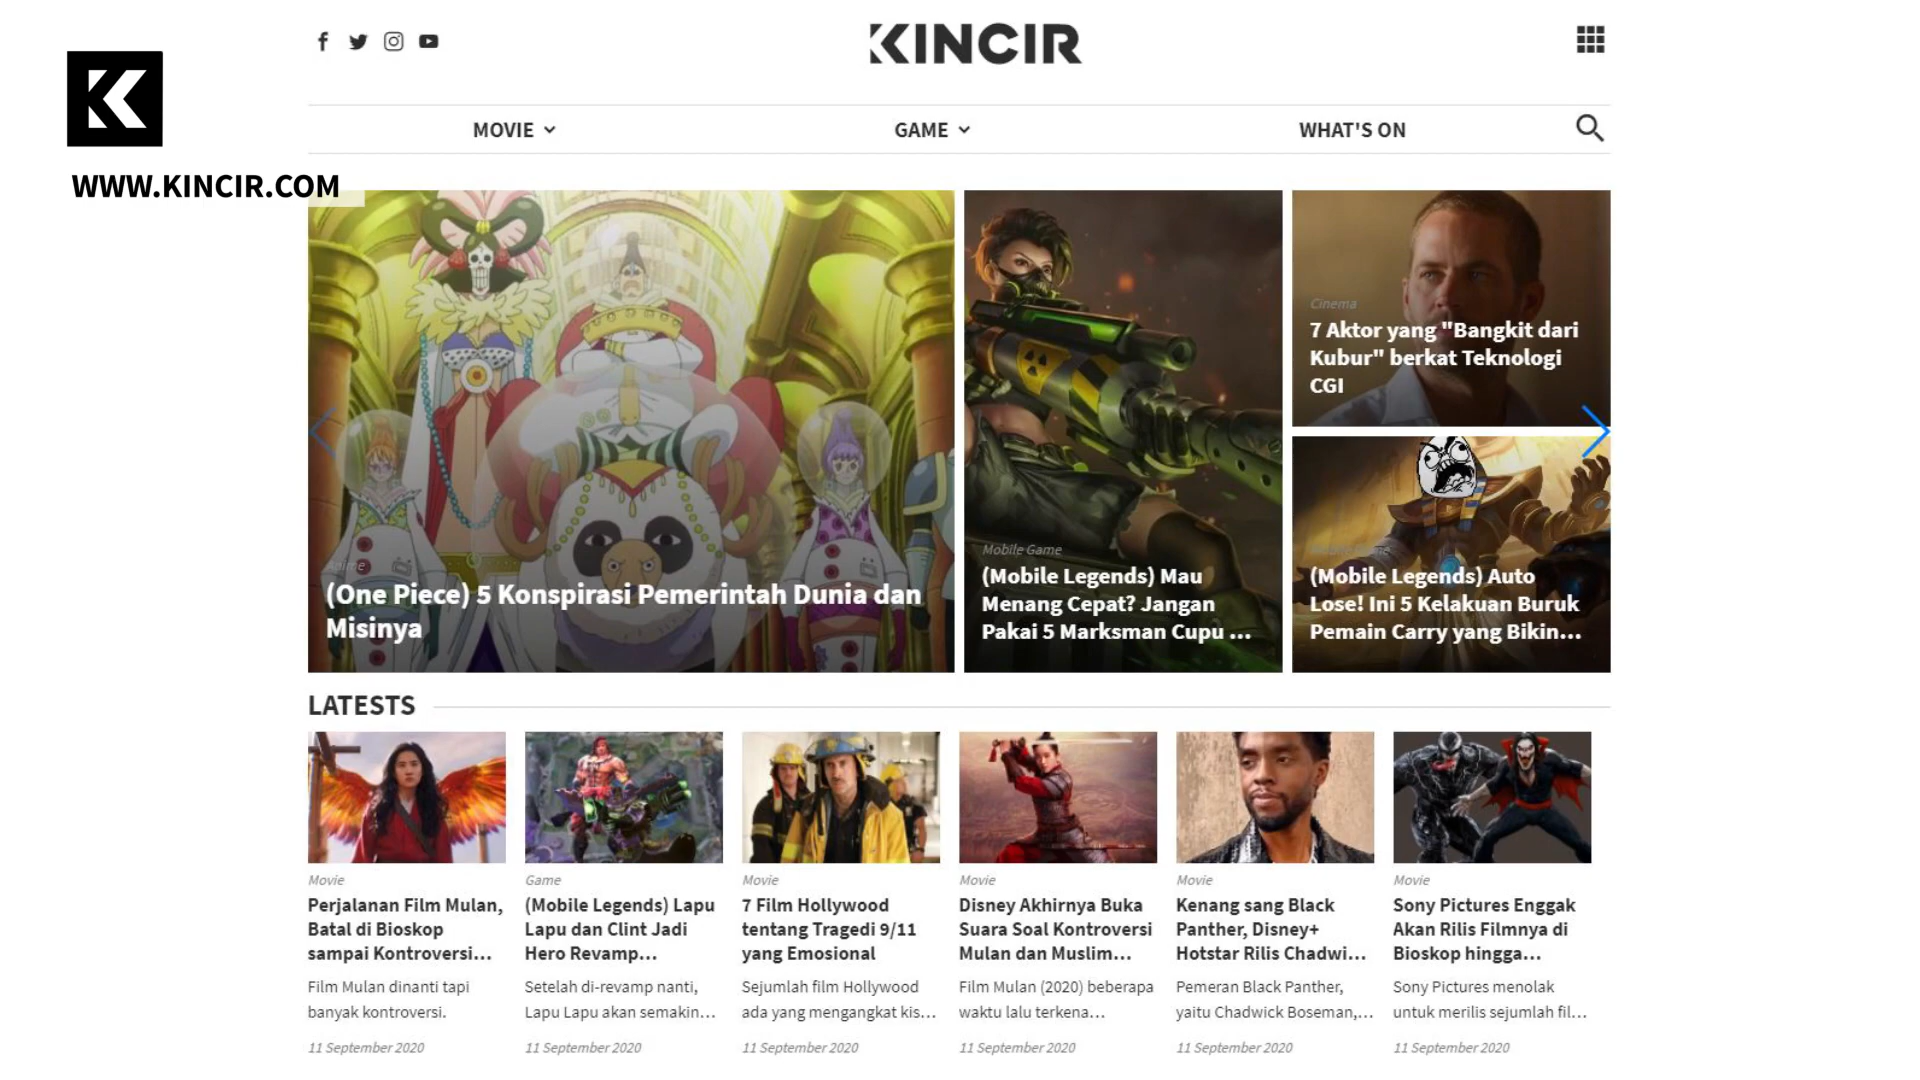 KINCIR
MOVIE
GAME
WHAT'S ON
WWW.KINCIR.COM
Anime
(One Piece) 5 Konspirasi Pemerintah Dunia dan
Misinya
Mobile Game
(Mobile Legends) Mau
Menang Cepat? Jangan
Pakai 5 Marksman Cupu ...
Cinema
7 Aktor yang "Bangkit dari
Kubur" berkat Teknologi
CGI
Mobile Game
(Mobile Legends) Auto
Lose! Ini 5 Kelakuan Buruk
Pemain Carry yang Bikin...
LATESTS
Movie
Perjalanan Film Mulan,
Batal di Bioskop
sampai Kontroversi...
Film Mulan dinanti tapi
banyak kontroversi.
11 September 2020
Game
(Mobile Legends) Lapu
Lapu dan Clint Jadi
Hero Revamp...
Setelah di-revamp nanti,
Lapu Lapu akan semakin...
11 September 2020
Movie
7 Film Hollywood
tentang Tragedi 9/11
yang Emosional
Sejumlah film Hollywood
ada yang mengangkat kis...
11 September 2020
Movie
Disney Akhirnya Buka
Suara Soal Kontroversi
Mulan dan Muslim...
Film Mulan (2020) beberapa
waktu lalu terkena...
11 September 2020
Movie
Kenang sang Black
Panther, Disney+
Hotstar Rilis Chadwi...
Pemeran Black Panther,
yaitu Chadwick Boseman,...
11 September 2020
Movie
Sony Pictures Enggak
Akan Rilis Filmnya di
Bioskop hingga...
Sony Pictures menolak
untuk merilis sejumlah fil...
11 September 2020